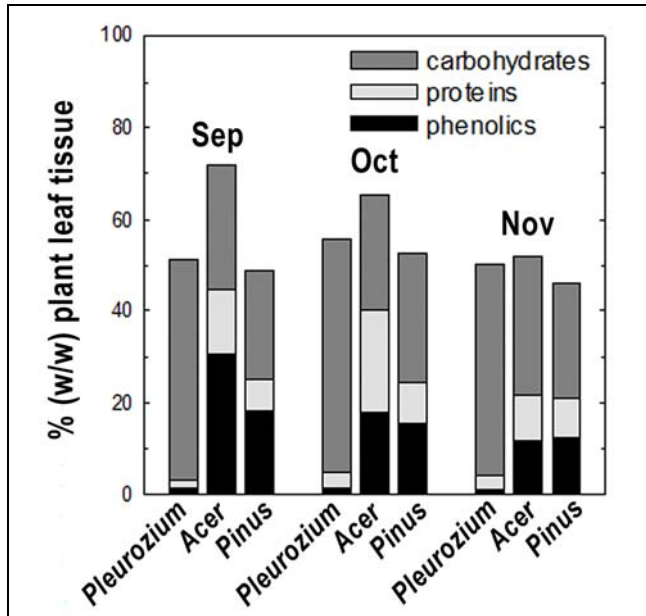 100
80
60
40
20
0
% (w/w) plant leaf tissue
carbohydrates
proteins
phenolics
Sep
Oct
Nov
Pleurozium
Acer
Pinus
Pleurozium
Acer
Pinus
Pleurozium
Acer
Pinus